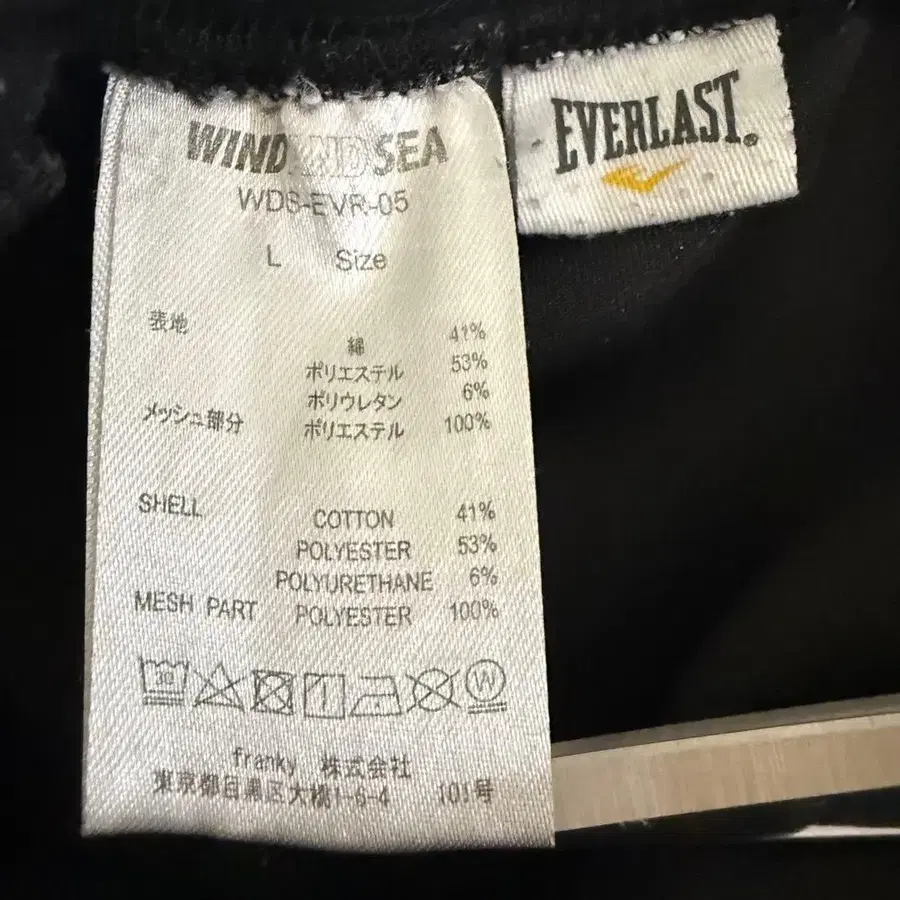 WIND AND SEA
WDS-EVR-05
L Size
表地 綿 41%
ポリエステル 53%
ポリウレタン 6%
メッシュ部分 ポリエステル 100%
SHELL COTTON 41%
POLYESTER 53%
POLYURETHANE 6%
MESH PART POLYESTER 100%
30
W
franky 株式会社
東京都目黒区大橋1-6-4 101号
EVERLAST.